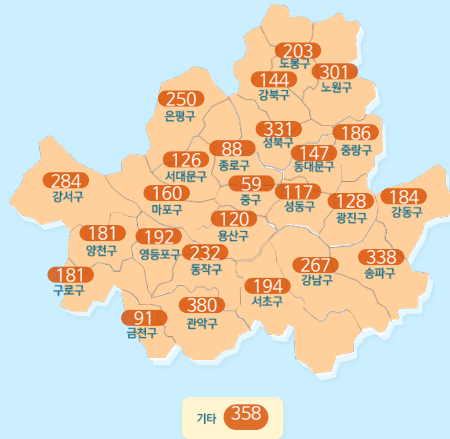 203
도봉구
301
노원구
144
강북구
250
은평구
331
성북구
186
중랑구
88
종로구
147
동대문구
126
서대문구
284
강서구
160
마포구
59
중구
117
성동구
128
광진구
184
강동구
120
용산구
181
양천구
192
영등포구
232
동작구
338
송파구
267
강남구
181
구로구
194
서초구
380
관악구
91
금천구
기타 358